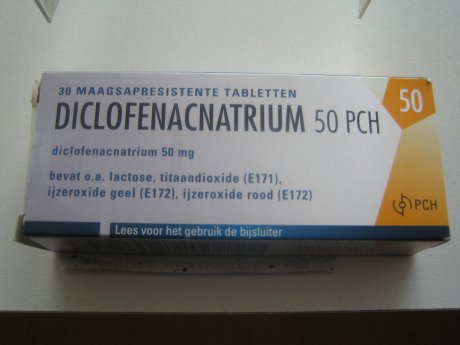 30 MAAGSAPRESISTENTE TABLETTEN
DICLOFENACNATRIUM 50 PCH
50
diclofenacnatrium 50 mg
bevat o.a. lactose, titaandioxide (E171),
ijzeroxide geel (E172), ijzeroxide rood (E172)
PCH
Lees voor het gebruik de bijsluiter